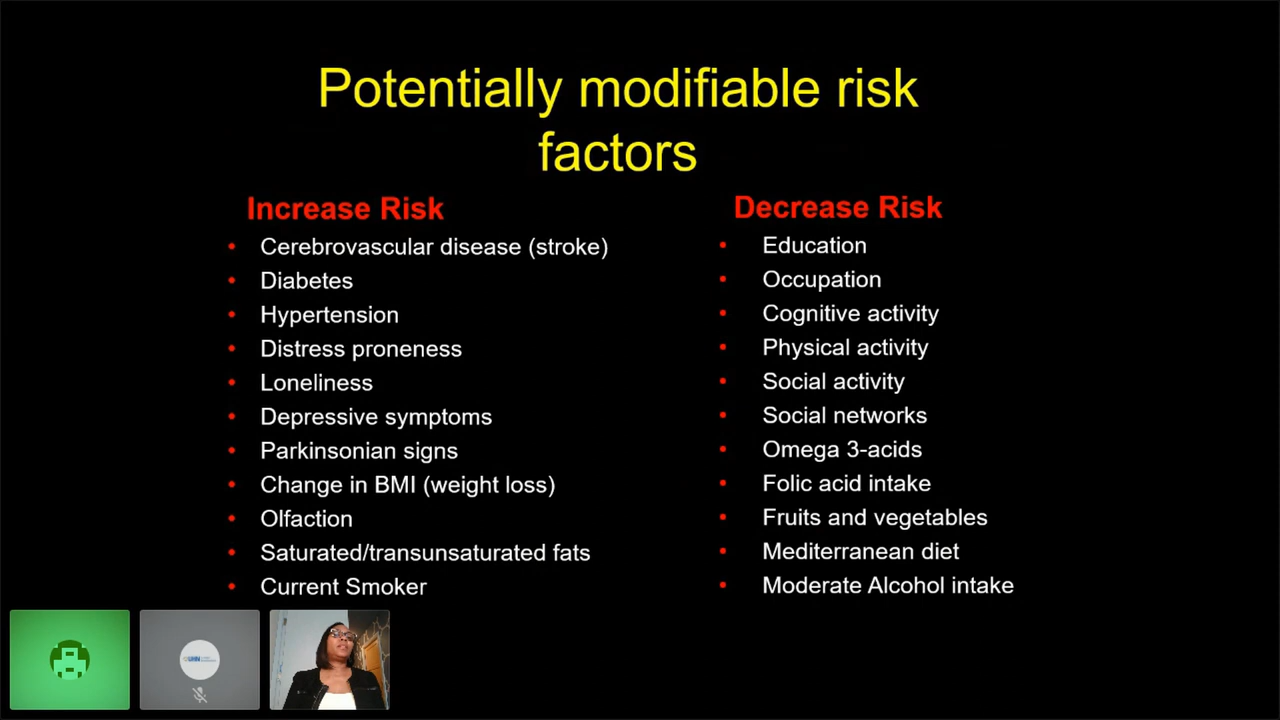 Potentially modifiable risk
factors
Increase Risk
• Cerebrovascular disease (stroke)
• Diabetes
• Hypertension
• Distress proneness
• Loneliness
• Depressive symptoms
• Parkinsonian signs
• Change in BMI (weight loss)
• Olfaction
• Saturated/transunsaturated fats
• Current Smoker
Decrease Risk
• Education
• Occupation
• Cognitive activity
• Physical activity
• Social activity
• Social networks
• Omega 3-acids
• Folic acid intake
• Fruits and vegetables
• Mediterranean diet
• Moderate Alcohol intake